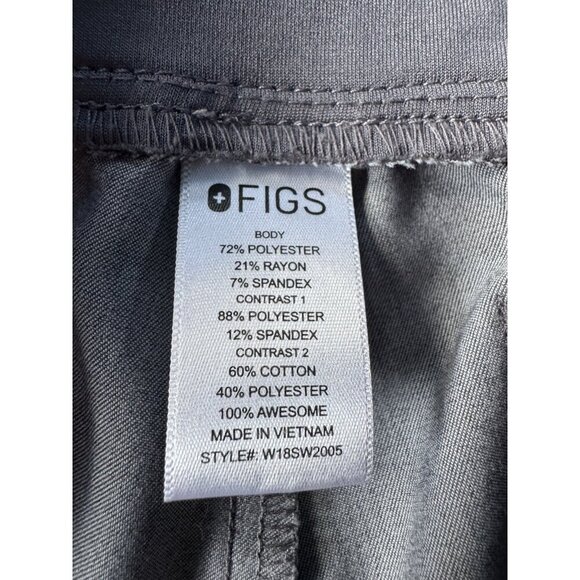 FIGS
BODY
72% POLYESTER
21% RAYON
7% SPANDEX
CONTRAST 1
88% POLYESTER
12% SPANDEX
CONTRAST 2
60% COTTON
40% POLYESTER
100% AWESOME
MADE IN VIETNAM
STYLE#: W18SW2005